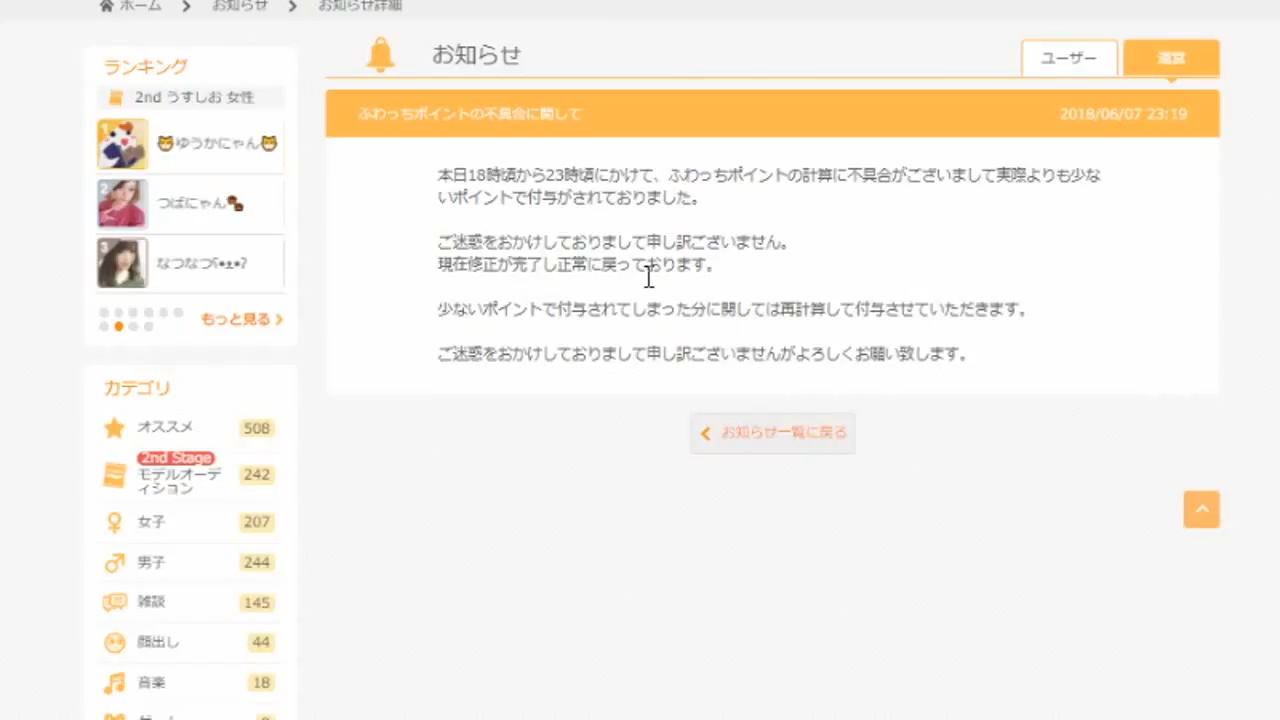 ホーム
お知らせ
お知らせ詳細
ランキング
2nd うすしお 女性
1
ゆうかにゃん
2
つばにゃん
3
なつなつ
もっと見る
カテゴリ
オススメ 508
2nd Stage
モデルオーデ
ィション
242
女子 207
男子 244
雑談 145
顔出し 44
音楽 18
お知らせ
ユーザー
運営
ふわっちポイントの不具合に関して 2018/06/07 23:19
本日18時頃から23時頃にかけて、ふわっちポイントの計算に不具合がございまして実際よりも少な
いポイントで付与がされておりました。
ご迷惑をおかけしておりまして申し訳ございません。
現在修正が完了し正常に戻っております。
少ないポイントで付与されてしまった分に関しては再計算して付与させていただきます。
ご迷惑をおかけしておりまして申し訳ございませんがよろしくお願い致します。
お知らせ一覧に戻る